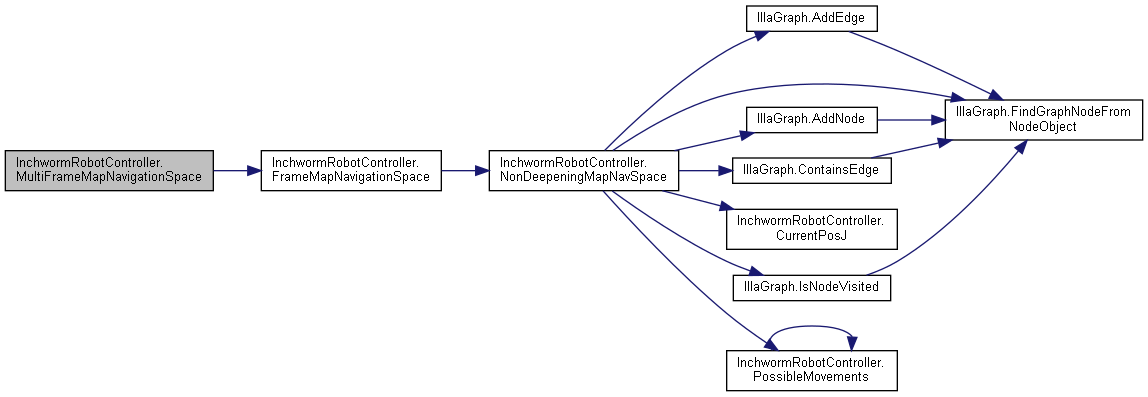 InchwormRobotController.
MultiFrameMapNavigationSpace
InchwormRobotController.
FrameMapNavigationSpace
InchwormRobotController.
NonDeepeningMapNavSpace
IllaGraph.AddEdge
IllaGraph.AddNode
IllaGraph.ContainsEdge
InchwormRobotController.
CurrentPosJ
IllaGraph.IsNodeVisited
InchwormRobotController.
PossibleMovements
IllaGraph.FindGraphNodeFrom
NodeObject